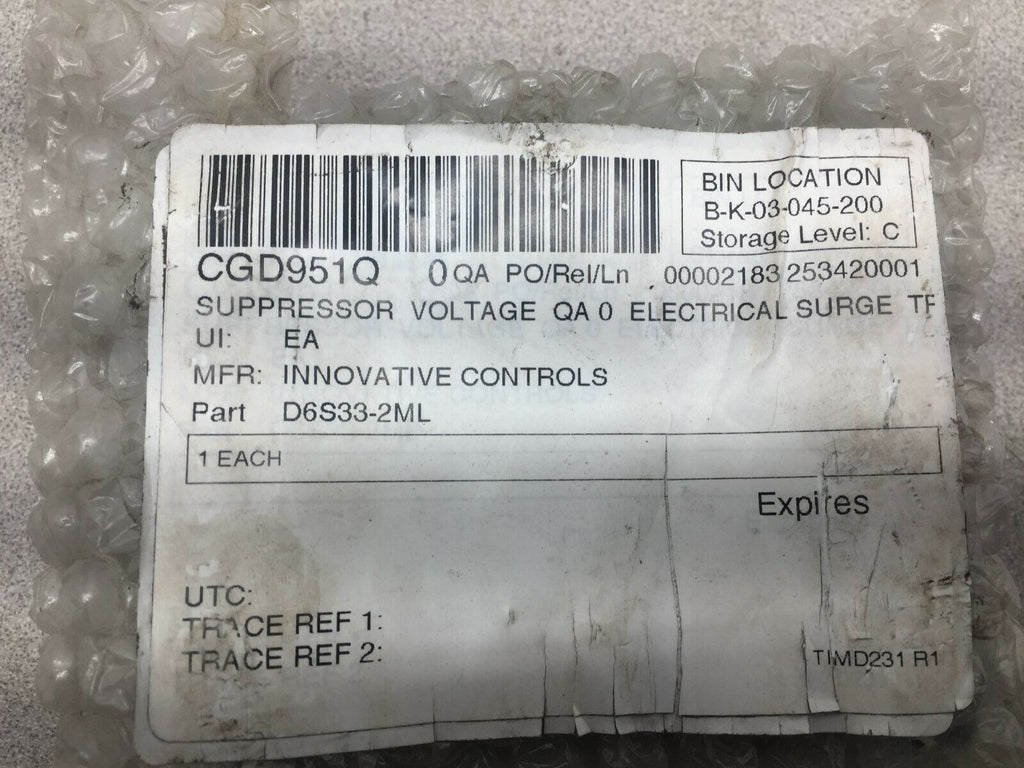 BIN LOCATION
B-K-03-045-200
Storage Level: C
CGD951Q 0 QA PO/Rel/Ln 00002183 253420001
SUPPRESSOR VOLTAGE QA 0 ELECTRICAL SURGE
UI: EA
MFR: INNOVATIVE CONTROLS
Part D6S33-2ML
1 EACH
Expires
UTC:
TRACE REF 1:
TRACE REF 2:
TIMD231 R1